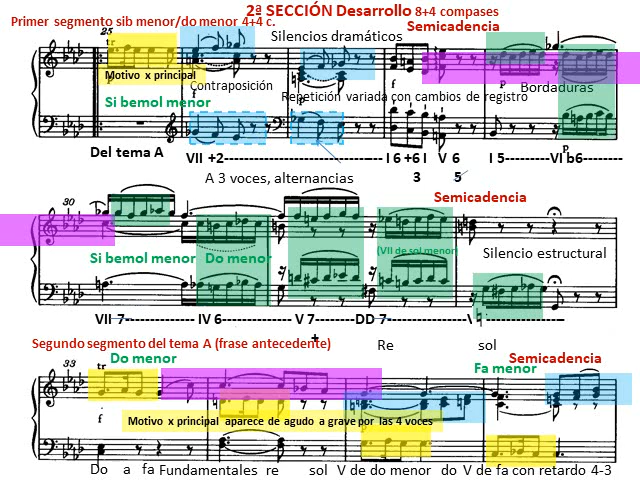 2ª SECCIÓN Desarrollo 8+4 compases
Primer segmento sib menor/do menor 4+4 c.
Silencios dramáticos
Semicadencia
25
tr
Motivo x principal
Contraposición
Bordaduras
Repetición variada con cambios de registro
Si bemol menor
f
f
f
p
p
Del tema A
VII +2----------------------------- I 6 +6 I V 6 I 5----------VI b6-------
3 5
A 3 voces, alternancias
30
Semicadencia
Si bemol menor
Do menor
(VII de sol menor)
Silencio estructural
VII 7----------- IV 6------------ V 7-------DD 7-----------
+
Re sol
Segundo segmento del tema A (frase antecedente)
Do menor
Fa menor
Semicadencia
33
tr
f
Motivo x principal aparece de agudo a grave por las 4 voces
Do a fa Fundamentales re sol V de do menor do V de fa con retardo 4-3